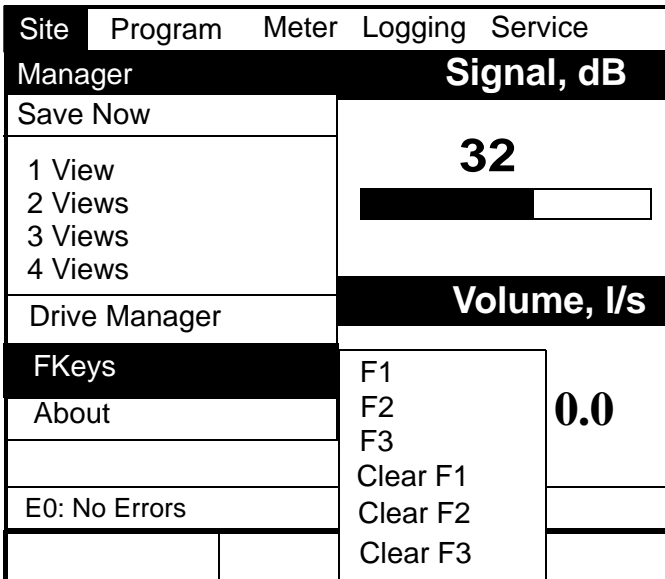 Site Program Meter Logging Service
Manager
Signal, dB
Save Now
32
1 View
2 Views
3 Views
4 Views
Drive Manager
Volume, l/s
FKeys
About
0.0
F1
F2
F3
Clear F1
Clear F2
Clear F3
E0: No Errors